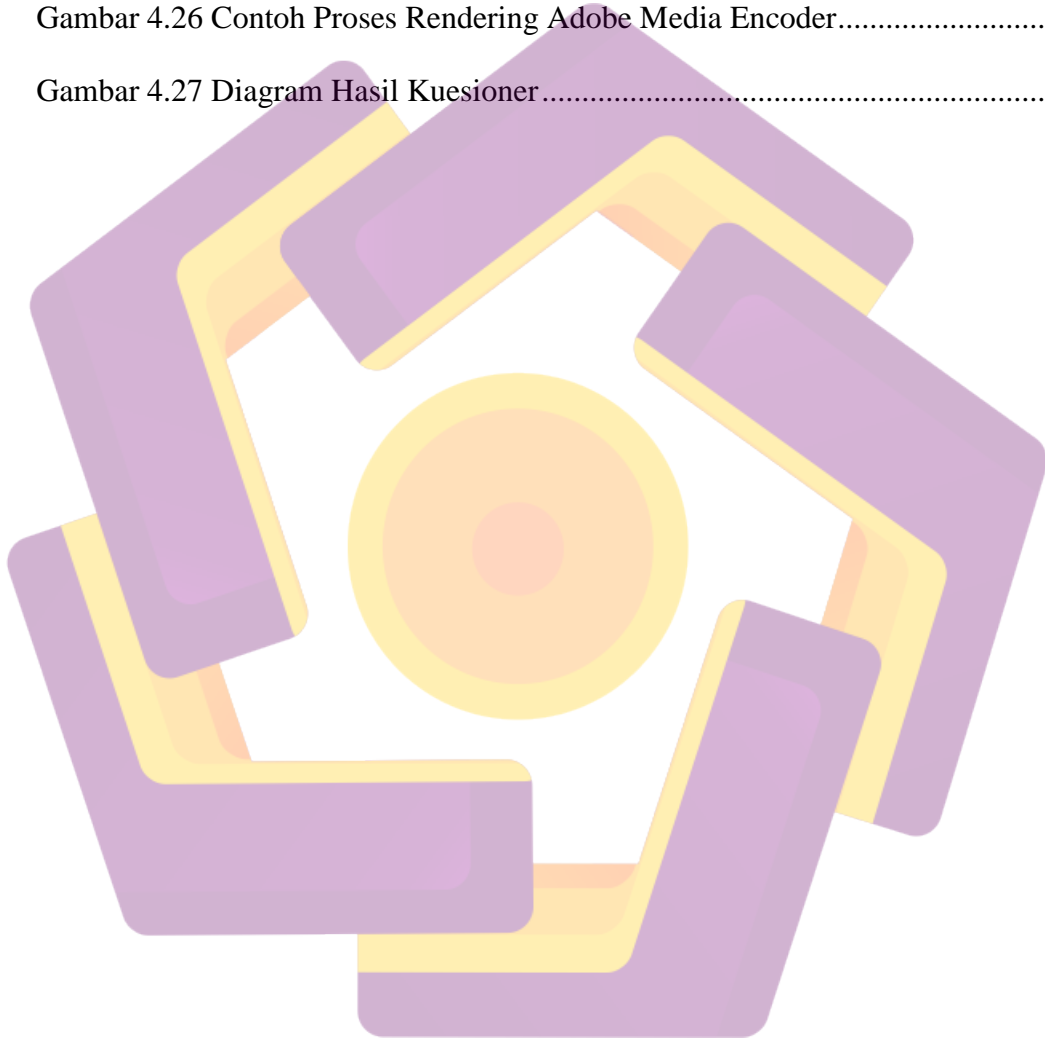 Gambar 4.26 Contoh Proses Rendering Adobe Media Encoder.........................
Gambar 4.27 Diagram Hasil Kuesioner..............................................................